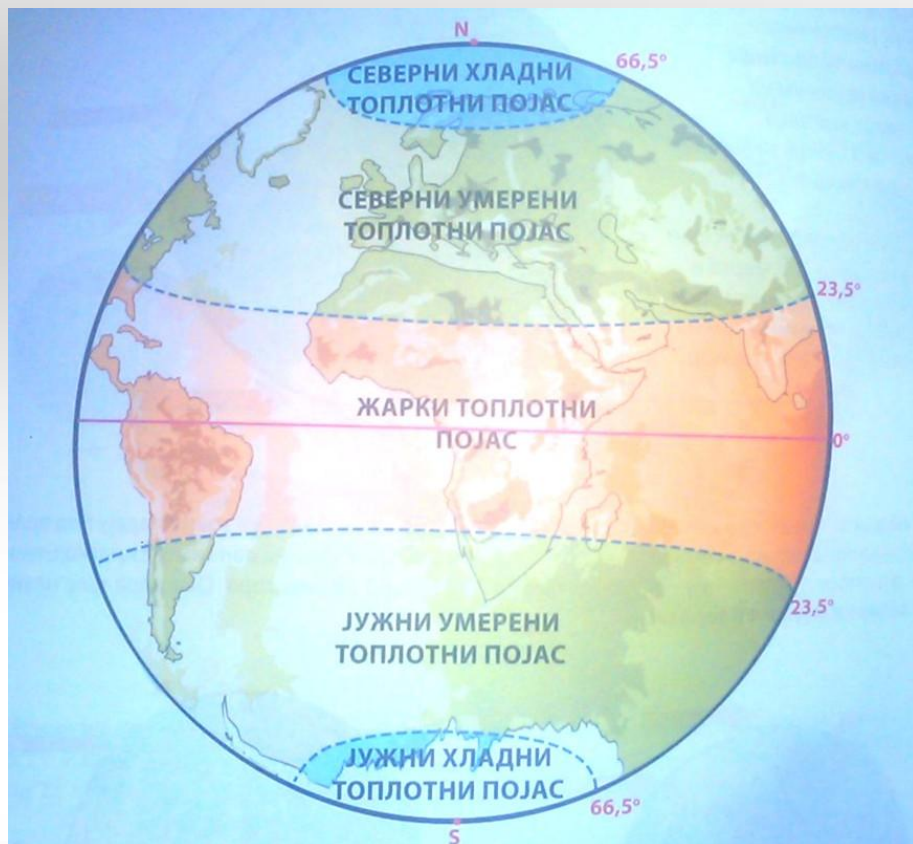 N
66,5°
СЕВЕРНИ ХЛАДНИ
ТОПЛОТНИ ПОЈАС
СЕВЕРНИ УМЕРЕНИ
ТОПЛОТНИ ПОЈАС
23,5°
ЖАРКИ ТОПЛОТНИ
ПОЈАС
0°
23,5°
ЈУЖНИ УМЕРЕНИ
ТОПЛОТНИ ПОЈАС
ЈУЖНИ ХЛАДНИ
ТОПЛОТНИ ПОЈАС
66,5°
S